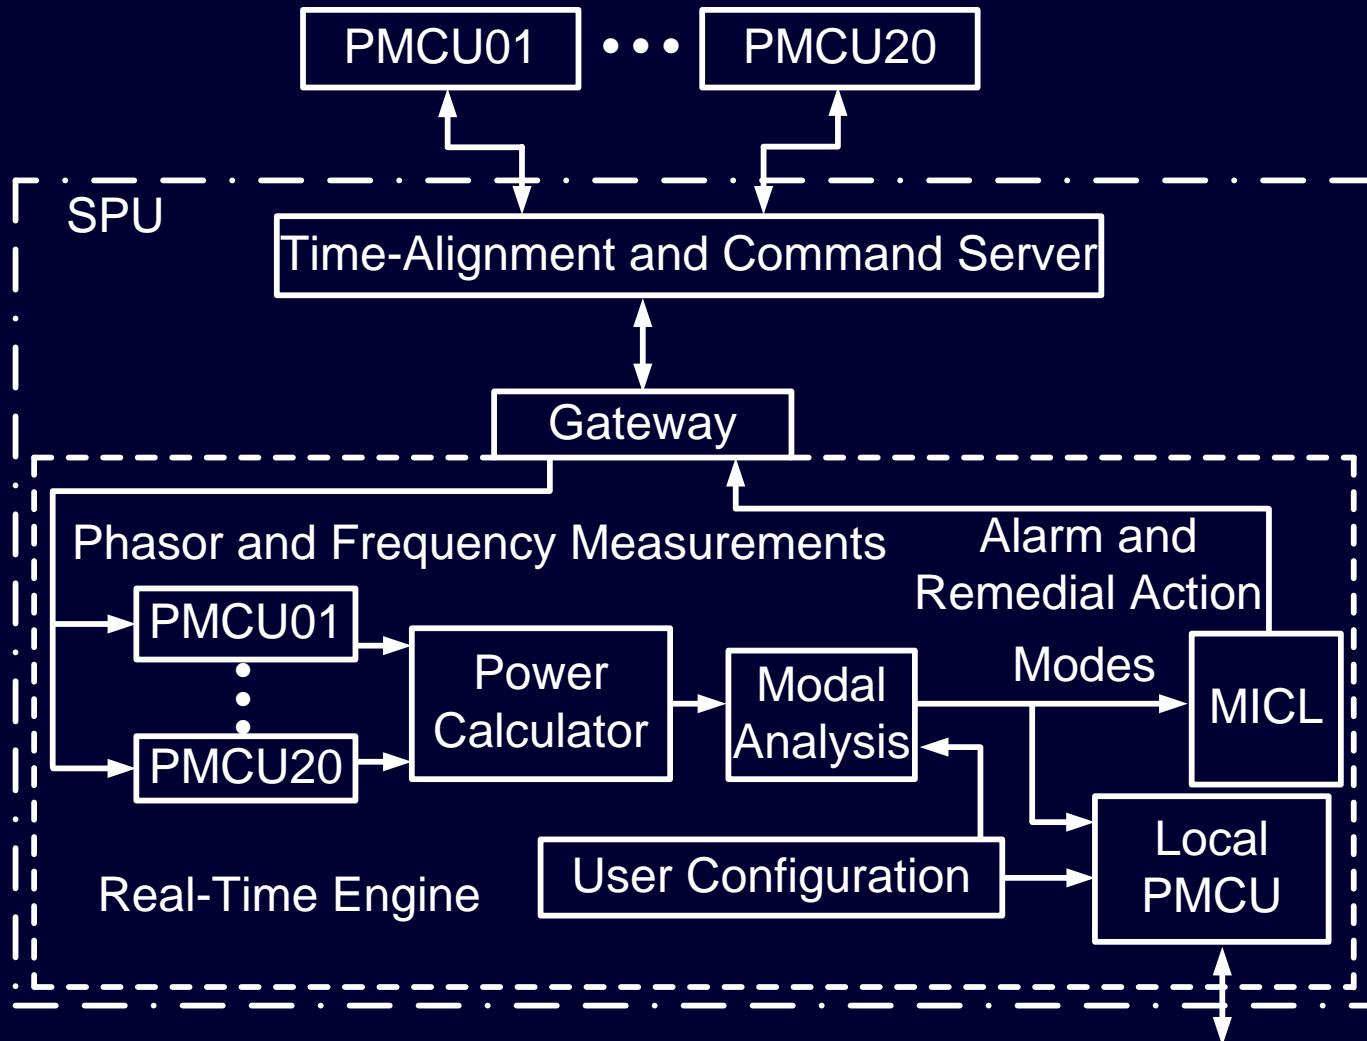 PMCU01
PMCU20
SPU
Time-Alignment and Command Server
Gateway
Phasor and Frequency Measurements
Alarm and
Remedial Action
PMCU01
PMCU20
Power
Calculator
Modal
Analysis
Modes
MICL
User Configuration
Local
PMCU
Real-Time Engine